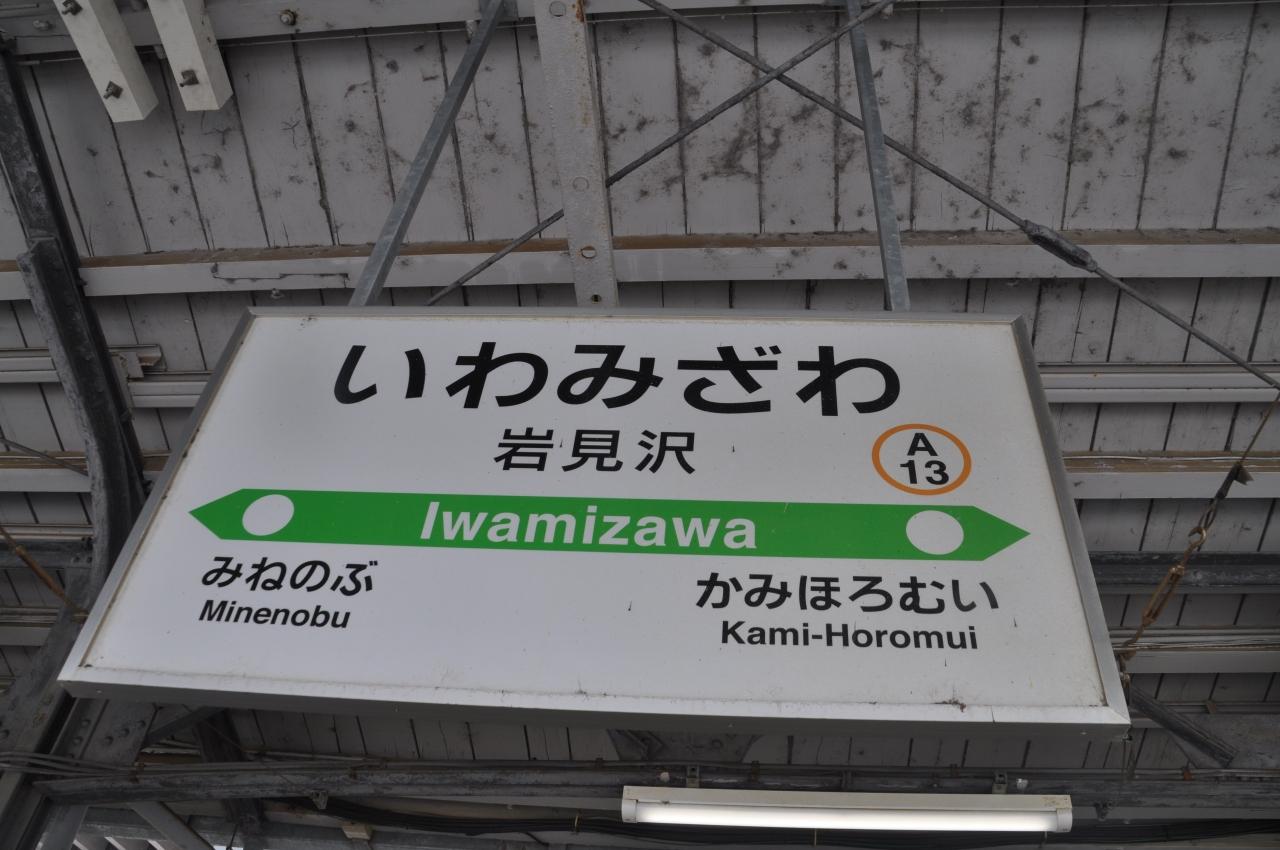 いわみざわ
岩見沢
A
13
Iwamizawa
みねのぶ
Minenobu
かみほろむい
Kami-Horomui